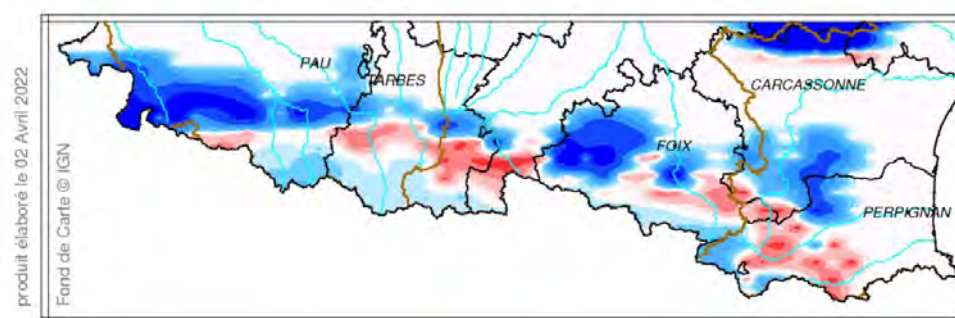 produit élaboré le 02 Avril 2022
Fond de Carte © IGN
PAU
TARBES
CARCASSONNE
FOIX
PERPIGNAN